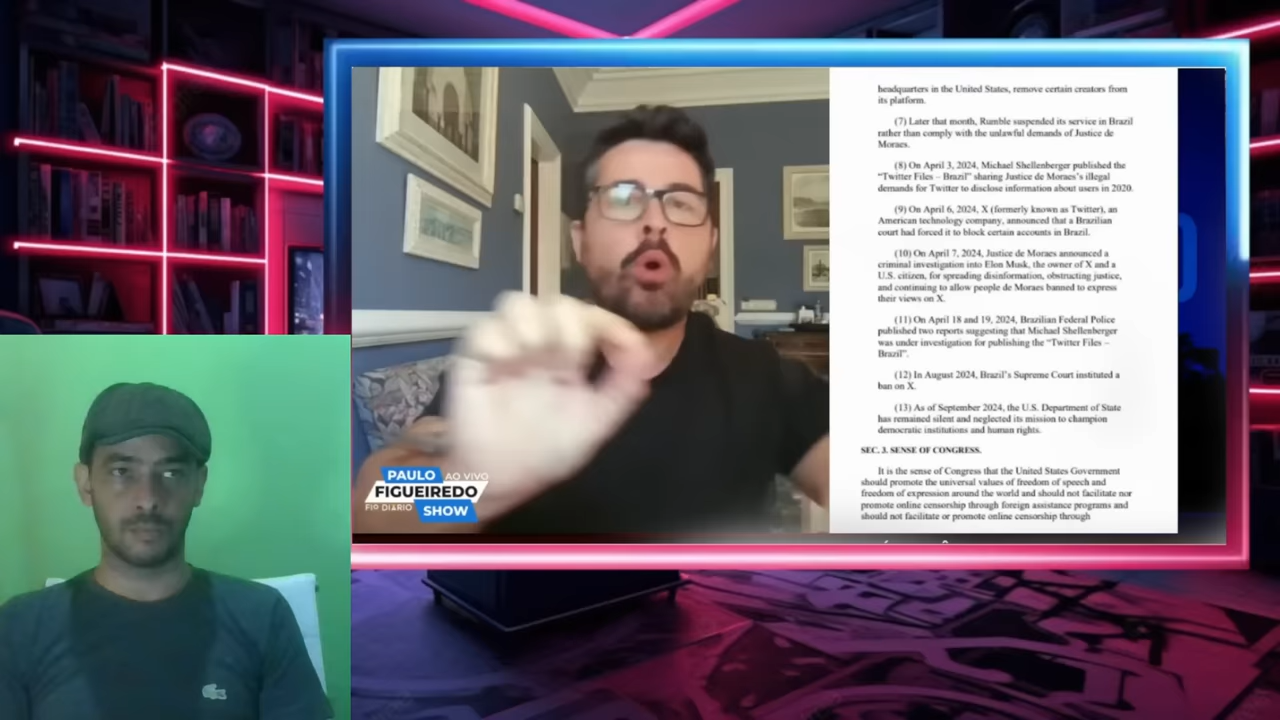 headquarters in the United States, remove certain creators from
its platform.
(7) Later that month, Rumble suspended its service in Brazil
rather than comply with the unlawful demands of Justice de
Moraes.
(8) On April 3, 2024, Michael Shellenberger published the
“Twitter Files – Brazil” sharing Justice de Moraes’s illegal
demands for Twitter to disclose information about users in 2020.
(9) On April 6, 2024, X (formerly known as Twitter), an
American technology company, announced that a Brazilian
court had forced it to block certain accounts in Brazil.
(10) On April 7, 2024, Justice de Moraes announced a
criminal investigation into Elon Musk, the owner of X and a
U.S. citizen, for spreading disinformation, obstructing justice,
and continuing to allow people de Moraes banned to express
their views on X.
(11) On April 18 and 19, 2024, Brazilian Federal Police
published two reports suggesting that Michael Shellenberger
was under investigation for publishing the “Twitter Files –
Brazil”.
(12) In August 2024, Brazil’s Supreme Court instituted a
ban on X.
(13) As of September 2024, the U.S. Department of State
has remained silent and neglected its mission to champion
democratic institutions and human rights.
SEC. 3. SENSE OF CONGRESS.
It is the sense of Congress that the United States Government
should promote the universal values of freedom of speech and
freedom of expression around the world and should not facilitate nor
promote online censorship through foreign assistance programs and
should not facilitate or promote online censorship through
PAULO AO VIVO
FIGUEIREDO
SHOW